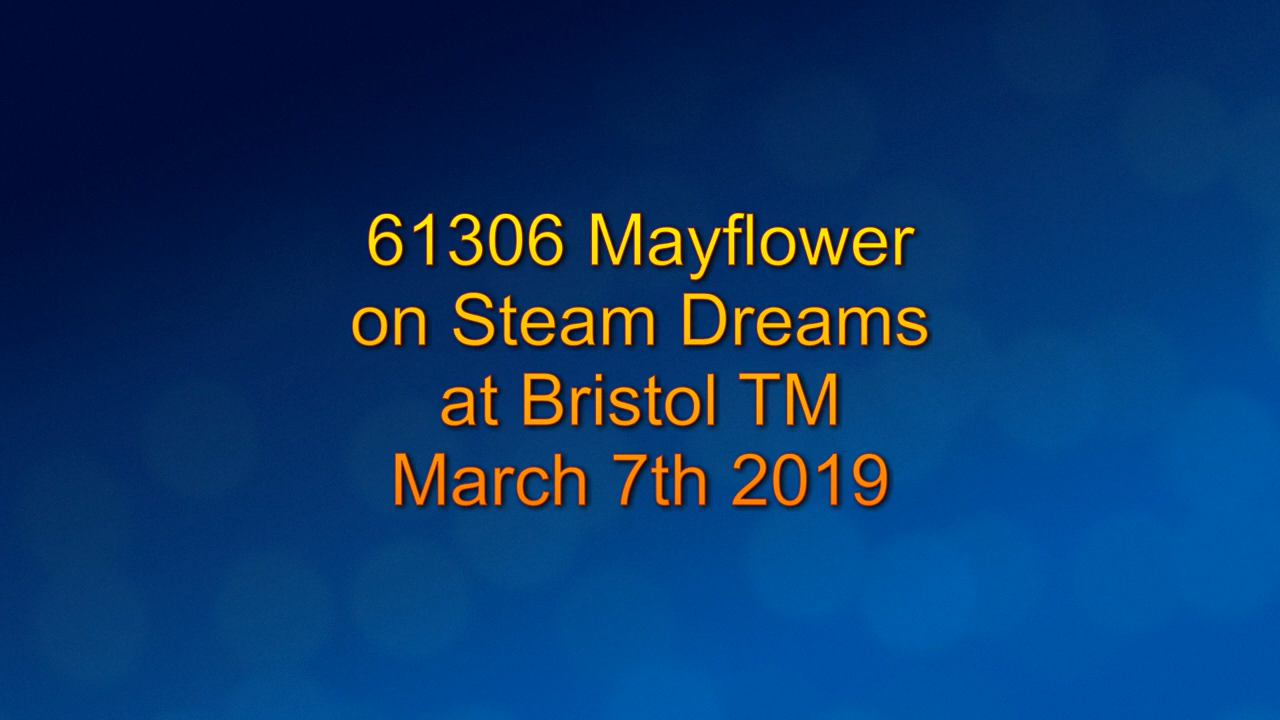 61306 Mayflower
on Steam Dreams
at Bristol TM
March 7th 2019